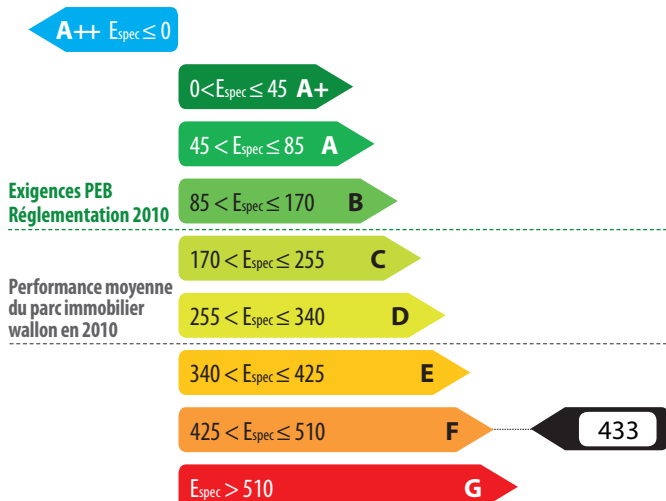 A++ Espec ≤ 0
0 < Espec ≤ 45 A+
45 < Espec ≤ 85 A
Exigences PEB
Réglementation 2010
85 < Espec ≤ 170 B
170 < Espec ≤ 255 C
Performance moyenne
du parc immobilier
wallon en 2010
255 < Espec ≤ 340 D
340 < Espec ≤ 425 E
425 < Espec ≤ 510 F 433
Espec > 510 G